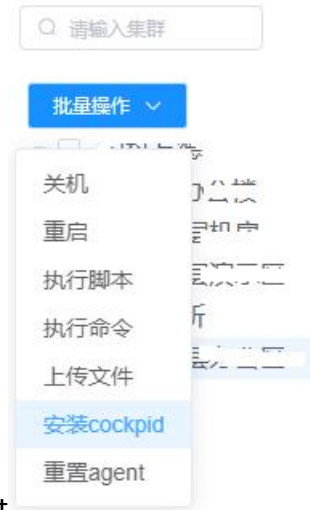 请输入集群
批量操作
关机
重启
执行脚本
执行命令
上传文件
安装cockpid
重置agent